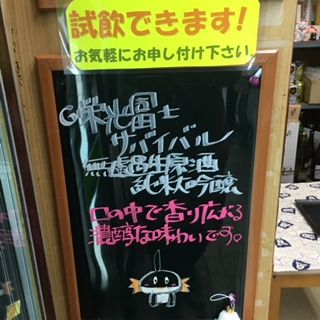 試飲できます!
お気軽にお申し付け下さい
栄光冨士
サバイバル
無濾過生原酒
純米大吟醸
口の中で香り広がる
濃醇な味わいです。